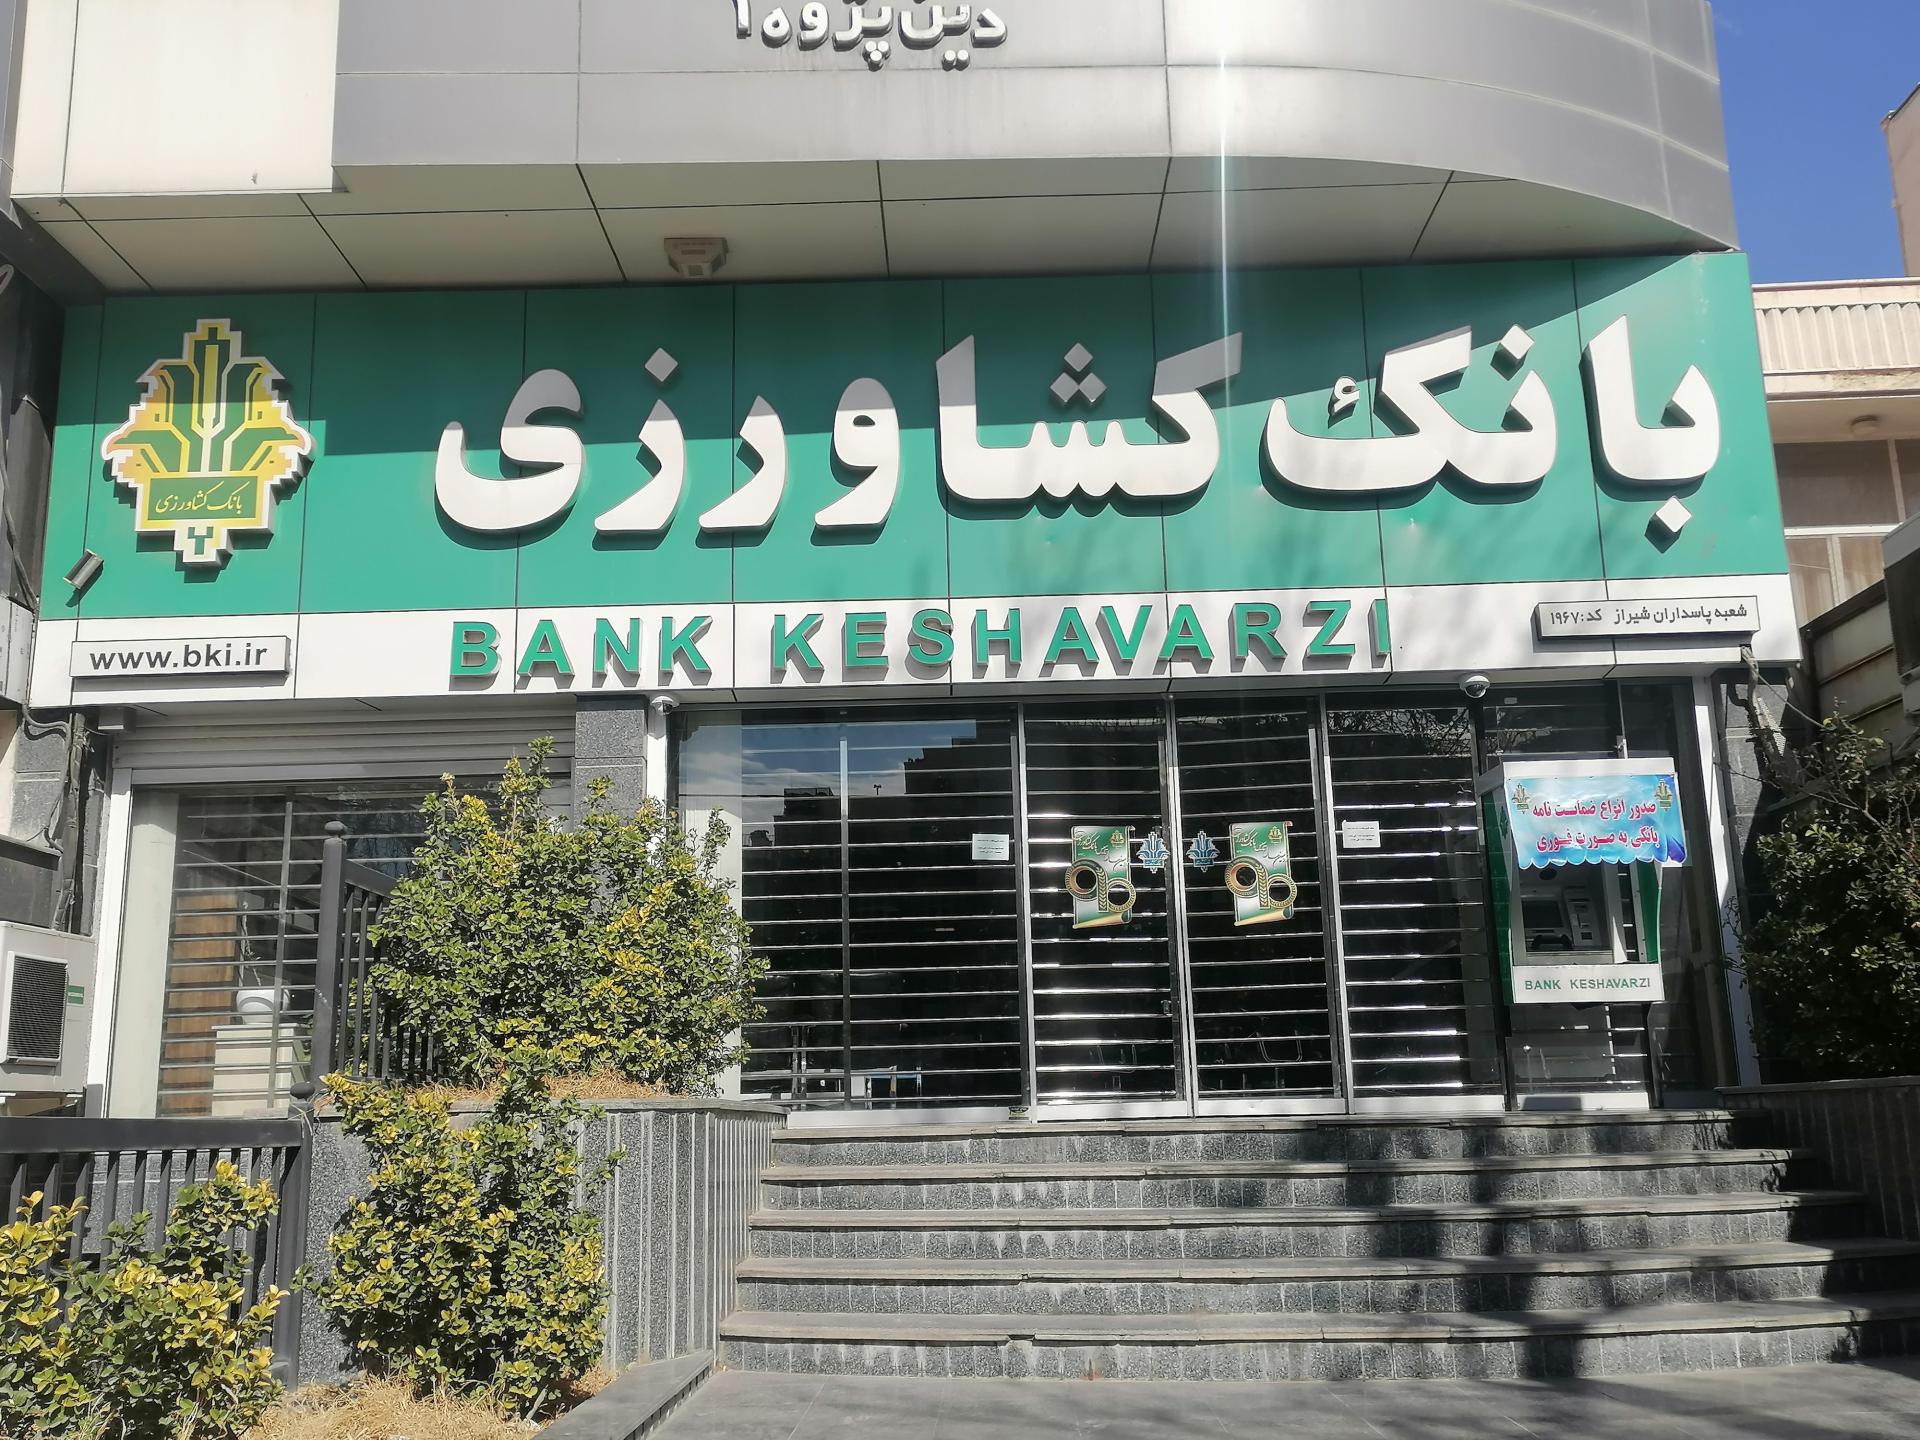 دین‌پژوه ۱
بانک کشاورزی
بانک کشاورزی
BANK KESHAVARZI
www.bki.ir
شعبه پاسداران شیراز کد: ۱۹۶۷
صدور انواع ضمانت نامه
بانکی به صورت فوری
BANK KESHAVARZI